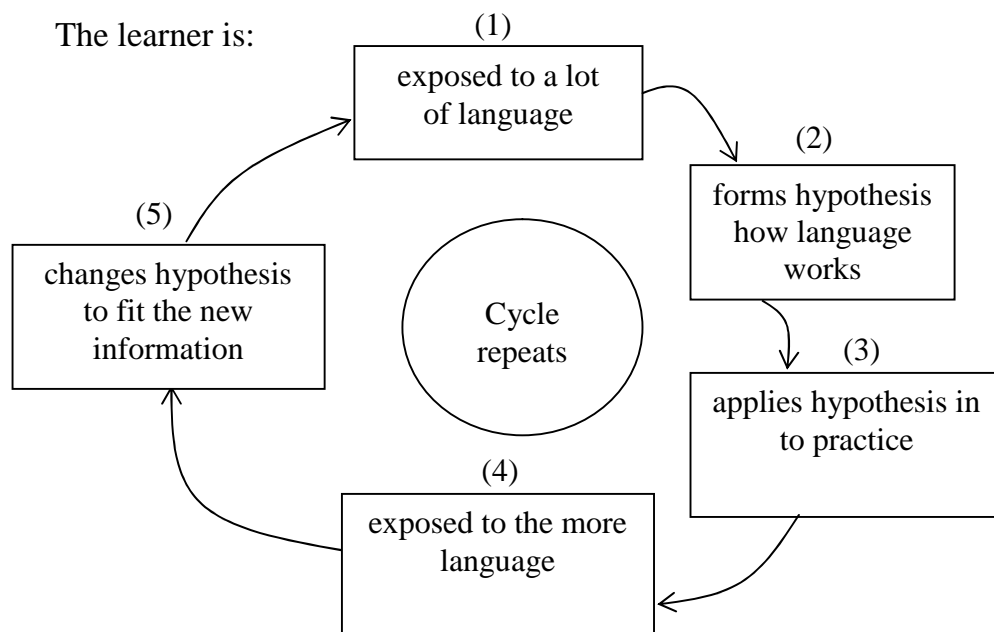 The learner is:
(1)
exposed to a lot
of language
(2)
forms hypothesis
how language
works
(3)
applies hypothesis in
to practice
(4)
exposed to the more
language
(5)
changes hypothesis
to fit the new
information
Cycle
repeats